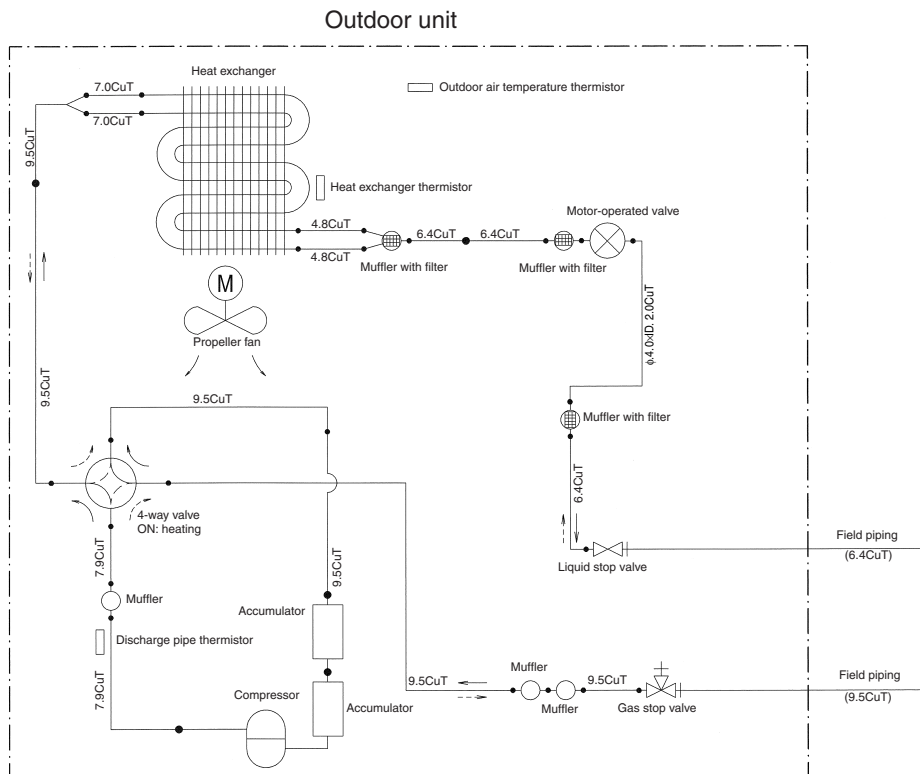 Outdoor unit
Heat exchanger
7.0CuT
7.0CuT
Outdoor air temperature thermistor
9.5CuT
Heat exchanger thermistor
4.8CuT
4.8CuT
6.4CuT
6.4CuT
Motor-operated valve
Muffler with filter
Muffler with filter
M
Propeller fan
ϕ4.0xID. 2.0CuT
9.5CuT
9.5CuT
Muffler with filter
6.4CuT
4-way valve
ON: heating
7.9CuT
9.5CuT
Liquid stop valve
Field piping
(6.4CuT)
Muffler
Accumulator
Discharge pipe thermistor
7.9CuT
Compressor
Accumulator
9.5CuT
Muffler
Muffler
9.5CuT
Gas stop valve
Field piping
(9.5CuT)